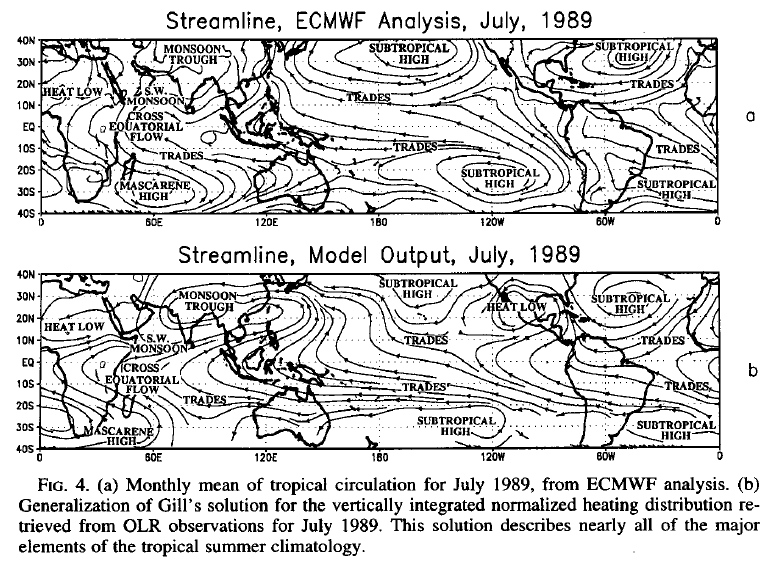 Streamline, ECMWF Analysis, July, 1989
40N
30N
20N
10N
EQ
10S
20S
30S
40S
MONSOON
TROUGH
SUBTROPICAL
HIGH
SUBTROPICAL
HIGH
HEAT LOW
S.W.
MONSOON
TRADES
TRADES
CROSS
EQUATORIAL
FLOW
TRADES
TRADES
TRADES
MASCARENE
HIGH
SUBTROPICAL
HIGH
SUBTROPICAL
HIGH
0
60E
120E
180
120W
60W
0
a
Streamline, Model Output, July, 1989
40N
30N
20N
10N
EQ
10S
20S
30S
40S
MONSOON
TROUGH
SUBTROPICAL
HIGH
HEAT LOW
SUBTROPICAL
HIGH
HEAT LOW
S.W.
MONSOON
TRADES
TRADES
CROSS
EQUATORIAL
FLOW
TRADES
TRADES
TRADES
MASCARENE
HIGH
SUBTROPICAL
HIGH
SUBTROPICAL
HIGH
0
60E
120E
180
120W
60W
0
b
FIG. 4. (a) Monthly mean of tropical circulation for July 1989, from ECMWF analysis. (b)
Generalization of Gill's solution for the vertically integrated normalized heating distribution re-
trieved from OLR observations for July 1989. This solution describes nearly all of the major
elements of the tropical summer climatology.